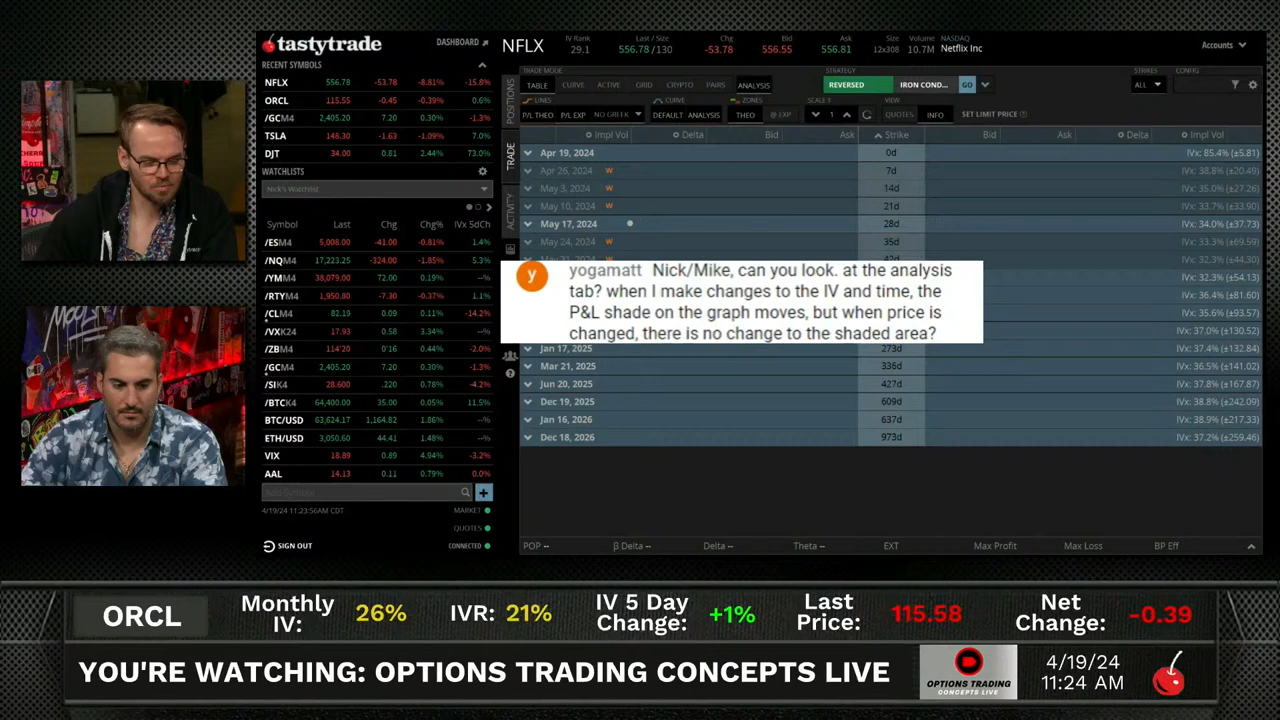 tastytrade
DASHBOARD
RECENT SYMBOLS
NFLX 556.78 -53.78 -8.81% -15.8%
ORCL 115.55 -0.45 -0.39% 0.6%
/GCM4 2,405.20 7.20 0.30% -1.3%
TSLA 148.30 -1.63 -1.09% 7.0%
DJT 34.00 0.81 2.44% 73.0%
WATCHLISTS
Nick's Watchlist
Symbol Last Chg Chg% IVx 5dCh
/ESM4 5,008.00 -41.00 -0.81% 1.4%
/NQM4 17,223.25 -324.00 -1.85% 5.3%
/YMM4 38,079.00 72.00 0.19% --%
/RTYM4 1,950.80 -7.30 -0.37% 1.1%
/CLM4 82.19 0.09 0.11% -14.2%
/VXK24 17.93 0.58 3.34% --%
/ZBM4 114'20 0'16 0.44% -2.0%
/GCM4 2,405.20 7.20 0.30% -1.3%
/SIK4 28.600 .220 0.78% -4.2%
/BTCK4 64,400.00 35.00 0.05% 11.5%
BTC/USD 63,624.17 1,164.82 1.86% --%
ETH/USD 3,050.60 44.41 1.48% --%
VIX 18.89 0.89 4.94% -3.2%
AAL 14.13 0.11 0.79% 0.0%
Add Symbol
4/19/24 11:23:56AM CDT MARKET
QUOTES
SIGN OUT CONNECTED
POSITIONS
TRADE
ACTIVITY
NFLX
IV Rank Last / Size Chg Bid Ask Size Volume NASDAQ
29.1 556.78 /130 -53.78 556.55 556.81 12x308 10.7M Netflix Inc
Accounts
TRADE MODE STRATEGY STRIKES CONFIG
TABLE CURVE ACTIVE GRID CRYPTO PAIRS ANALYSIS REVERSED IRON COND... GO ALL
LINES CURVE ZONES SCALE % VIEW
P/L THEO P/L EXP NO GREEK DEFAULT ANALYSIS THEO @ EXP 1 QUOTES INFO SET LIMIT PRICE
Impl Vol Delta Bid Ask Strike Bid Ask Delta Impl Vol
Apr 19, 2024 0d IVx: 85.4% (±5.81)
Apr 26, 2024 W 7d IVx: 38.8% (±20.49)
May 3, 2024 W 14d IVx: 35.0% (±27.26)
May 10, 2024 W 21d IVx: 33.7% (±33.90)
May 17, 2024 28d IVx: 34.0% (±37.73)
May 24, 2024 W 35d IVx: 33.3% (±69.59)
IVx: 32.3% (±44.30)
IVx: 32.3% (±54.13)
IVx: 36.4% (±81.60)
IVx: 35.6% (±93.57)
IVx: 37.0% (±130.52)
Jan 17, 2025 273d IVx: 37.4% (±132.84)
Mar 21, 2025 336d IVx: 36.5% (±141.02)
Jun 20, 2025 427d IVx: 37.8% (±167.87)
Dec 19, 2025 609d IVx: 38.8% (±242.09)
Jan 16, 2026 637d IVx: 38.9% (±217.33)
Dec 18, 2026 973d IVx: 37.2% (±259.46)
POP -- β Delta -- Delta -- Theta -- EXT Max Profit Max Loss BP Eff
y
yogamatt Nick/Mike, can you look. at the analysis
tab? when I make changes to the IV and time, the
P&L shade on the graph moves, but when price is
changed, there is no change to the shaded area?
ORCL
Monthly IV: 26%
IVR: 21%
IV 5 Day Change: +1%
Last Price: 115.58
Net Change: -0.39
YOU'RE WATCHING: OPTIONS TRADING CONCEPTS LIVE
OPTIONS TRADING
CONCEPTS LIVE
4/19/24
11:24 AM